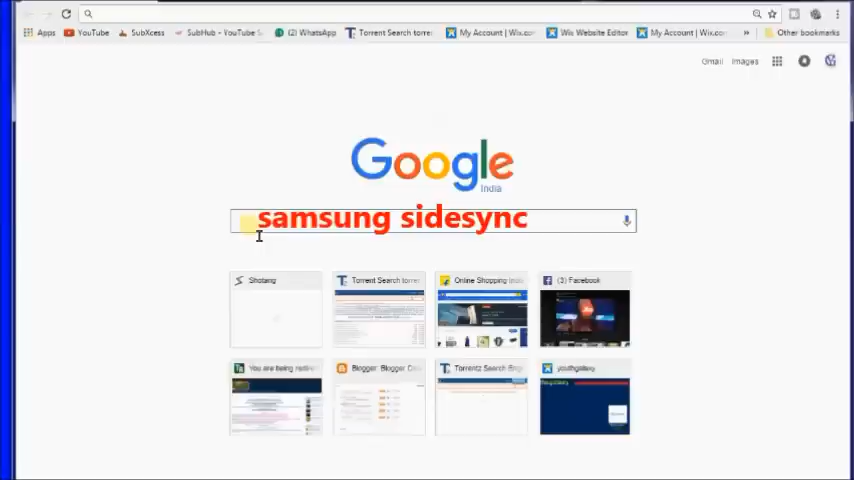 Apps YouTube SubXcess SubHub - YouTube S (2) WhatsApp Torrent Search torre My Account | Wix.co Wix Website Editor My Account | Wix.co » Other bookmarks
Gmail Images
Google
India
samsung sidesync
Shotang Torrent Search torre Online Shopping India (3) Facebook
You are being redire Blogger: Blogger Da Torrentz Search Eng youthgallery